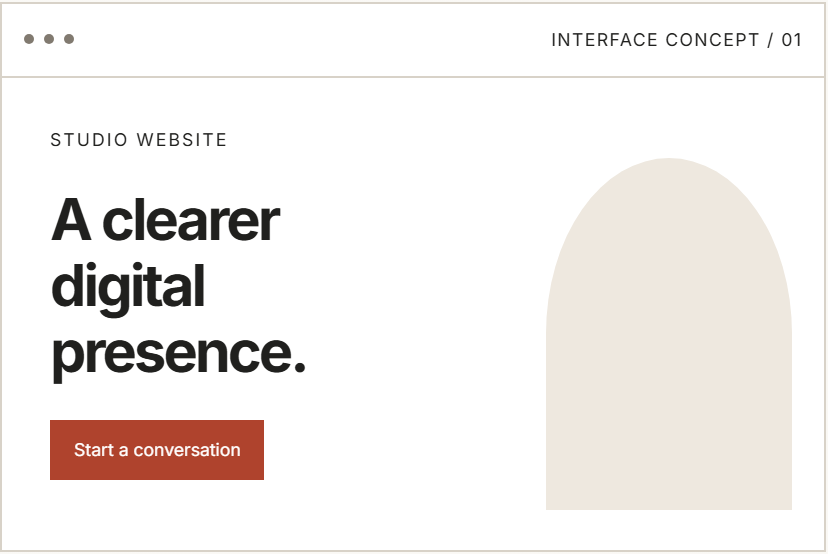 INTERFACE CONCEPT / 01
STUDIO WEBSITE
A clearer
digital
presence.
Start a conversation